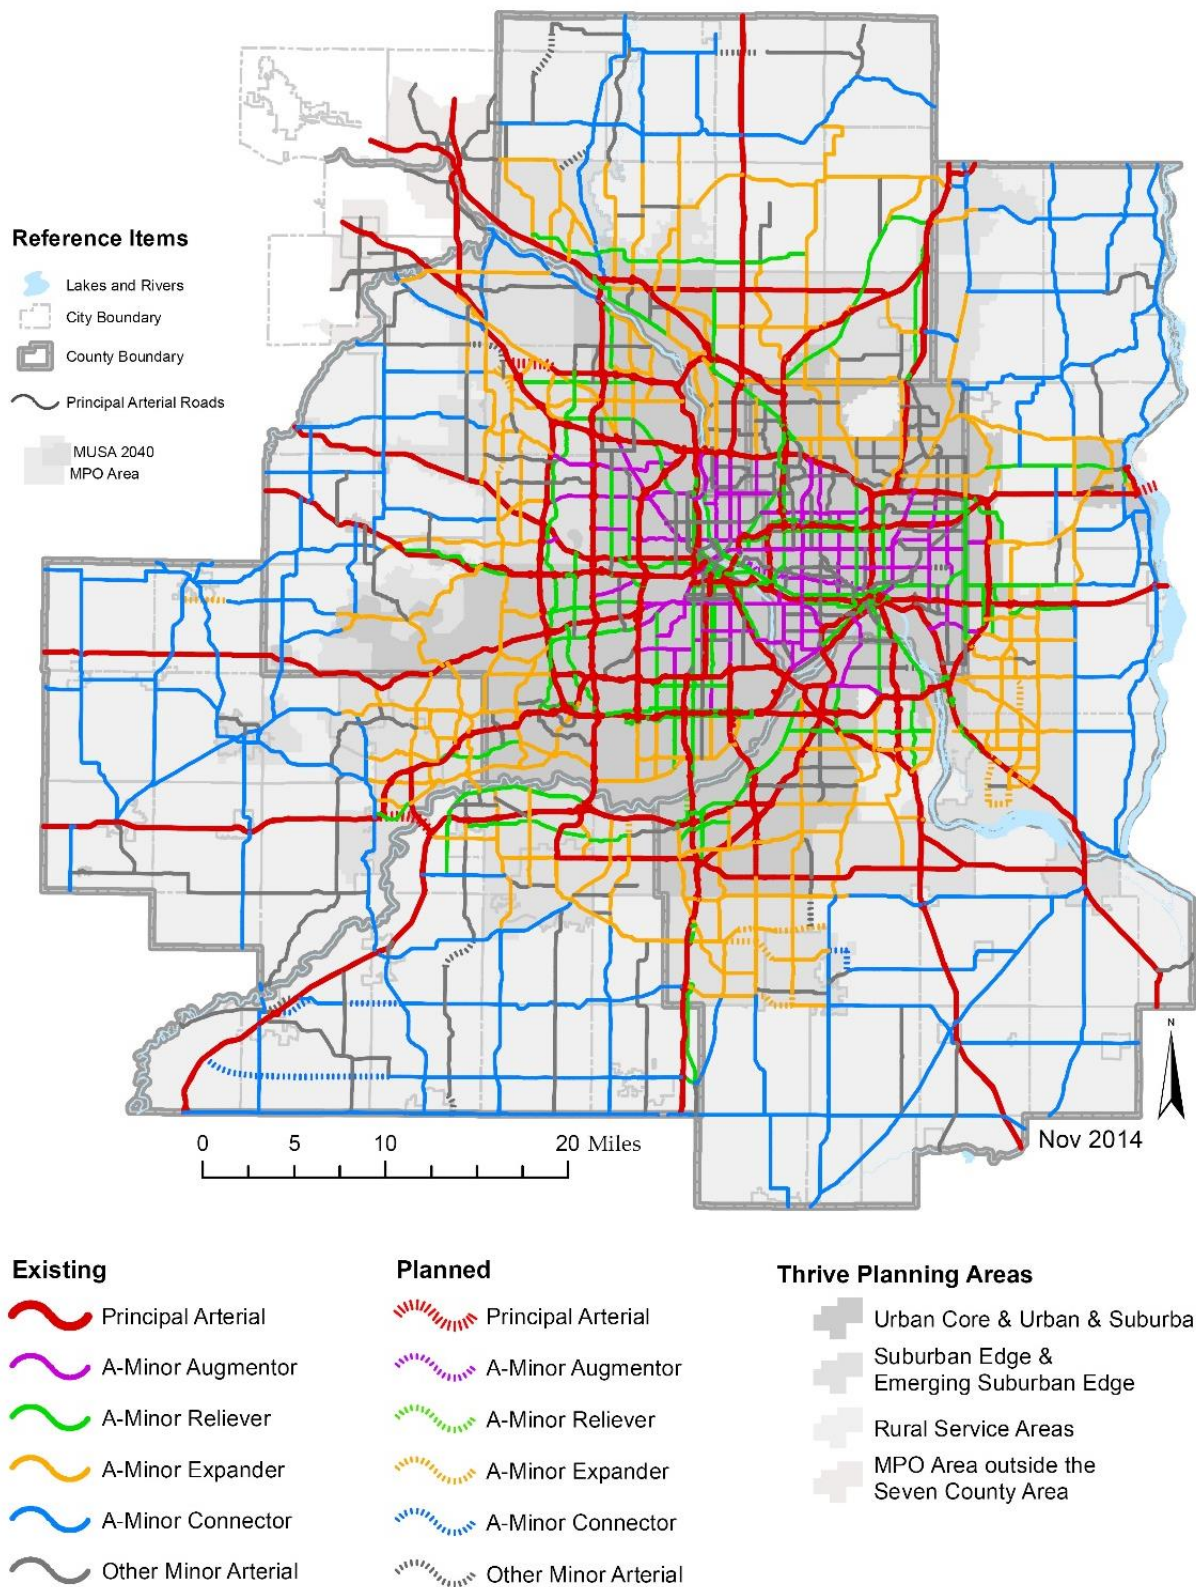 Reference Items
Lakes and Rivers
City Boundary
County Boundary
Principal Arterial Roads
MUSA 2040
MPO Area
N
Nov 2014
0 5 10 20 Miles
Existing
Principal Arterial
A-Minor Augmentor
A-Minor Reliever
A-Minor Expander
A-Minor Connector
Other Minor Arterial
Planned
Principal Arterial
A-Minor Augmentor
A-Minor Reliever
A-Minor Expander
A-Minor Connector
Other Minor Arterial
Thrive Planning Areas
Urban Core & Urban & Suburba
Suburban Edge &
Emerging Suburban Edge
Rural Service Areas
MPO Area outside the
Seven County Area